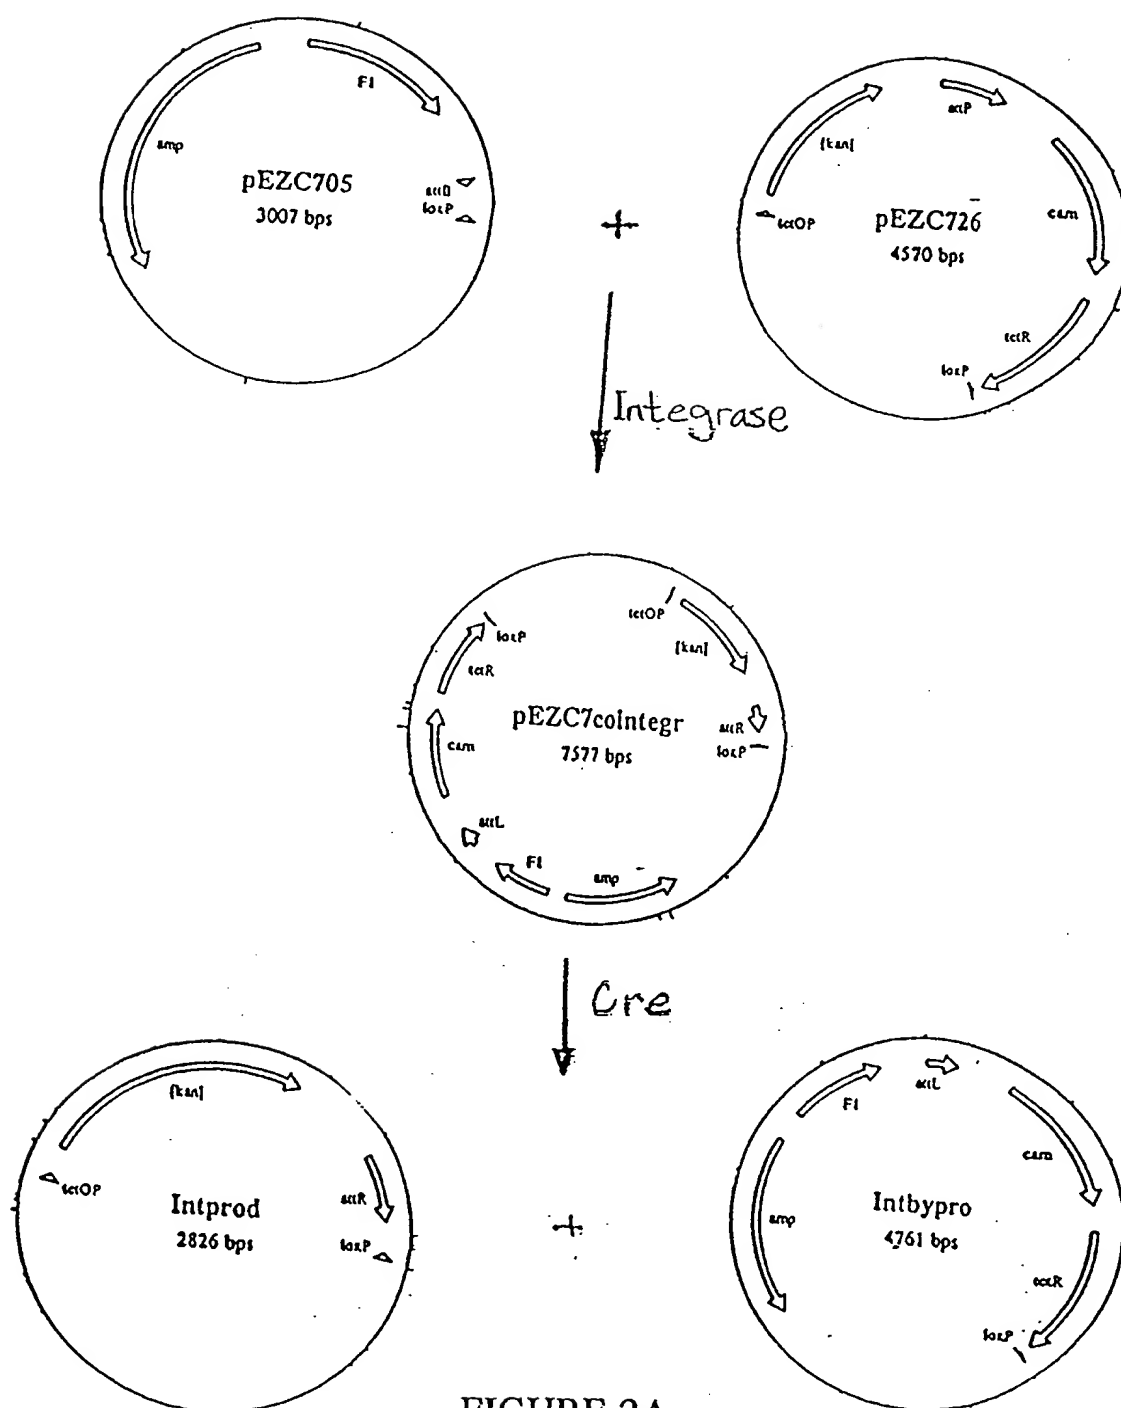 F1
amp
pEZC705
3007 bps
attB
loxP
+
attP
[kan]
cam
tetOP
pEZC726
4570 bps
tetR
loxP
Integrase
tetOP
loxP
[kan]
tetR
pEZC7cointegr
7577 bps
attR
loxP
cam
attL
F1
amp
Cre
[kan]
tetOP
Intprod
2826 bps
attR
loxP
+
attL
F1
cam
amp
Intbypro
4761 bps
tetR
loxP
FIGURE 2A